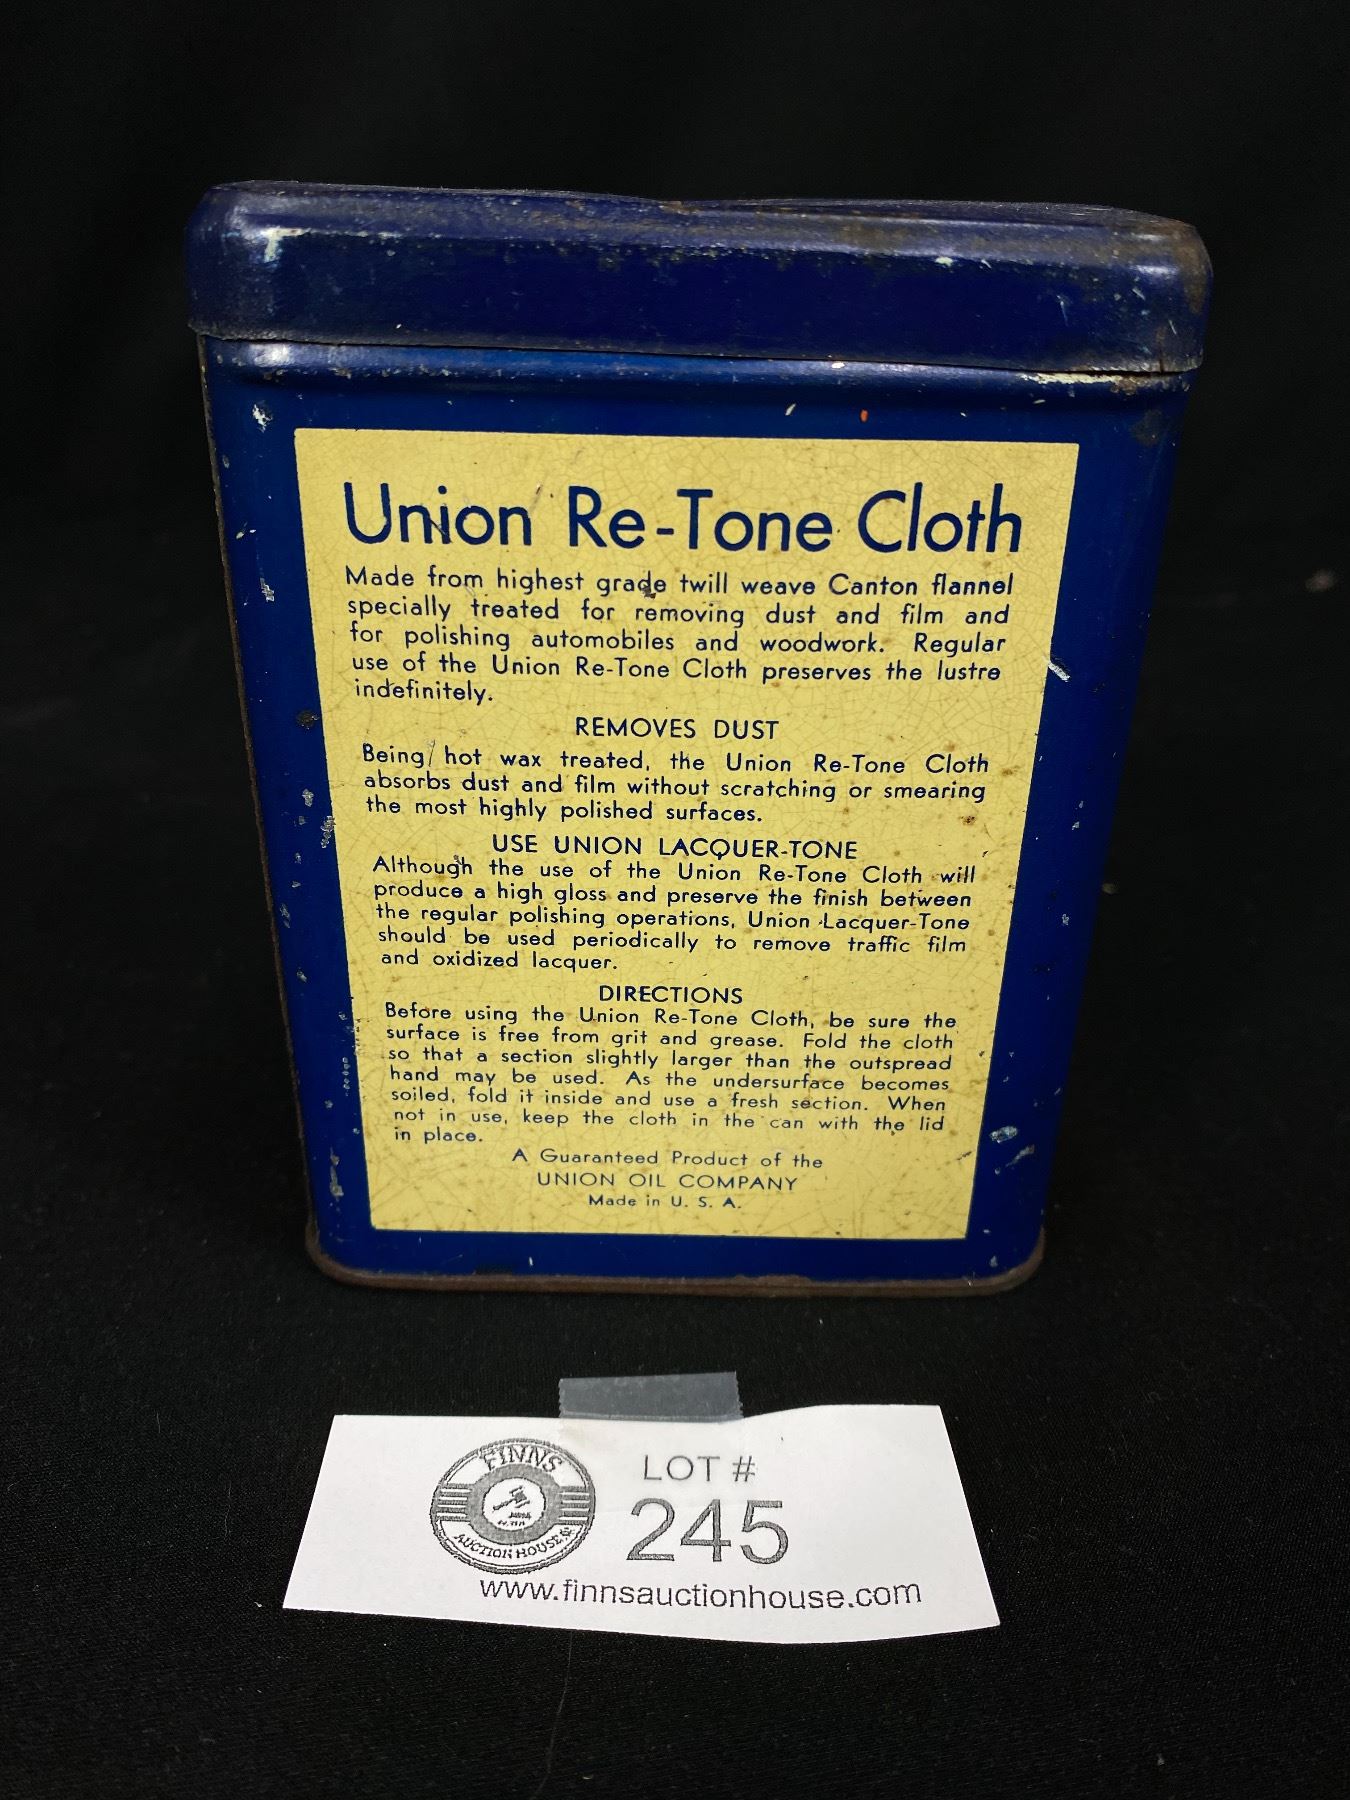 Union Re-Tone Cloth
Made from highest grade twill weave Canton flannel
specially treated for removing dust and film and
for polishing automobiles and woodwork. Regular
use of the Union Re-Tone Cloth preserves the lustre
indefinitely.
REMOVES DUST
Being hot wax treated, the Union Re-Tone Cloth
absorbs dust and film without scratching or smearing
the most highly polished surfaces.
USE UNION LACQUER-TONE
Although the use of the Union Re-Tone Cloth will
produce a high gloss and preserve the finish between
the regular polishing operations, Union Lacquer-Tone
should be used periodically to remove traffic film
and oxidized lacquer.
DIRECTIONS
Before using the Union Re-Tone Cloth, be sure the
surface is free from grit and grease. Fold the cloth
so that a section slightly larger than the outspread
hand may be used. As the undersurface becomes
soiled, fold it inside and use a fresh section. When
not in use, keep the cloth in the can with the lid
in place.
A Guaranteed Product of the
UNION OIL COMPANY
Made in U. S. A.
FINNS
AUCTION HOUSE
LOT #
245
www.finnsauctionhouse.com